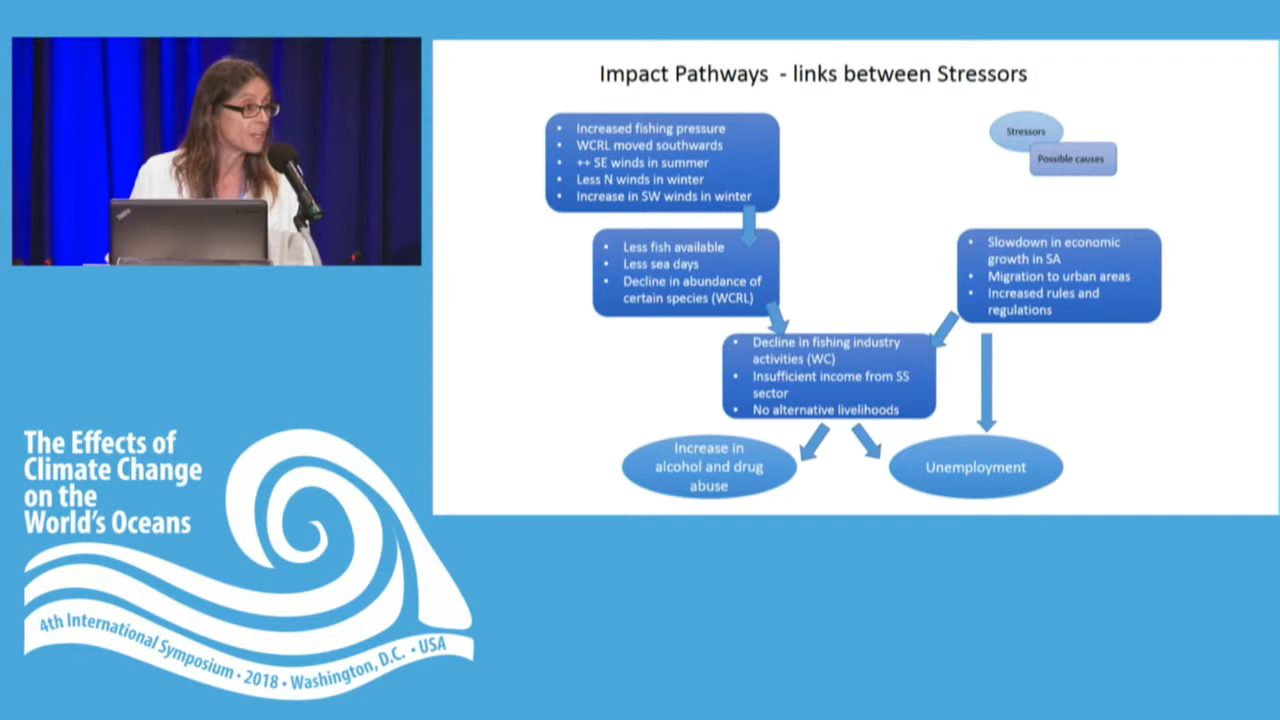 Impact Pathways - links between Stressors
• Increased fishing pressure
• WCRL moved southwards
• ++ SE winds in summer
• Less N winds in winter
• Increase in SW winds in winter
Stressors
Possible causes
• Less fish available
• Less sea days
• Decline in abundance of
certain species (WCRL)
• Slowdown in economic
growth in SA
• Migration to urban areas
• Increased rules and
regulations
• Decline in fishing industry
activities (WC)
• Insufficient income from SS
sector
• No alternative livelihoods
Increase in
alcohol and drug
abuse
Unemployment
The Effects of
Climate Change
on the
World's Oceans
4th International Symposium • 2018 • Washington, D.C. • USA
ThinkPad